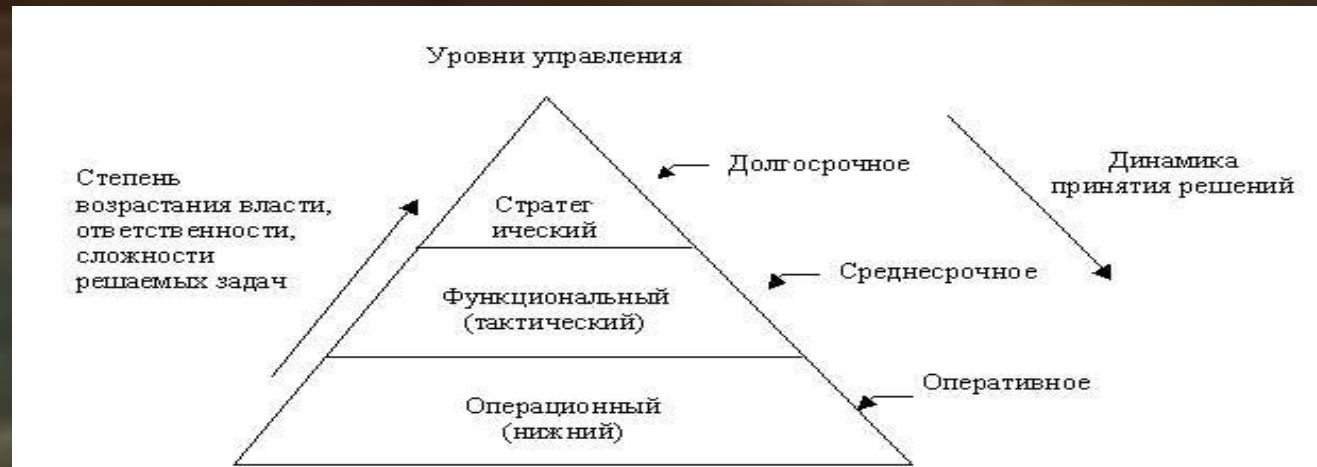 Уровни управления
Степень
возрастания власти,
ответственности,
сложности
решаемых задач
Стратег
ический
Функциональный
(тактический)
Операционный
(нижний)
Долгосрочное
Среднесрочное
Оперативное
Динамика
принятия решений